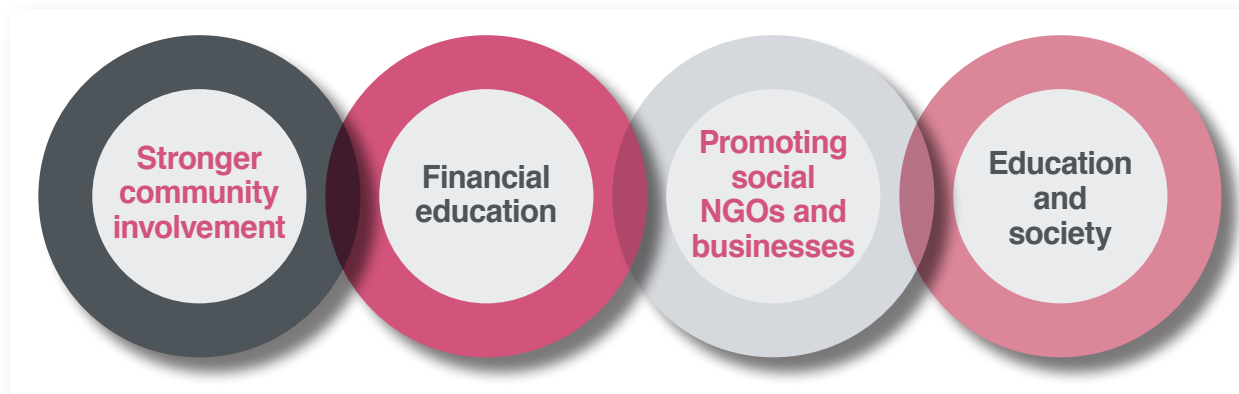 Stronger
community
involvement
Financial
education
Promoting
social
NGOs and
businesses
Education
and
society